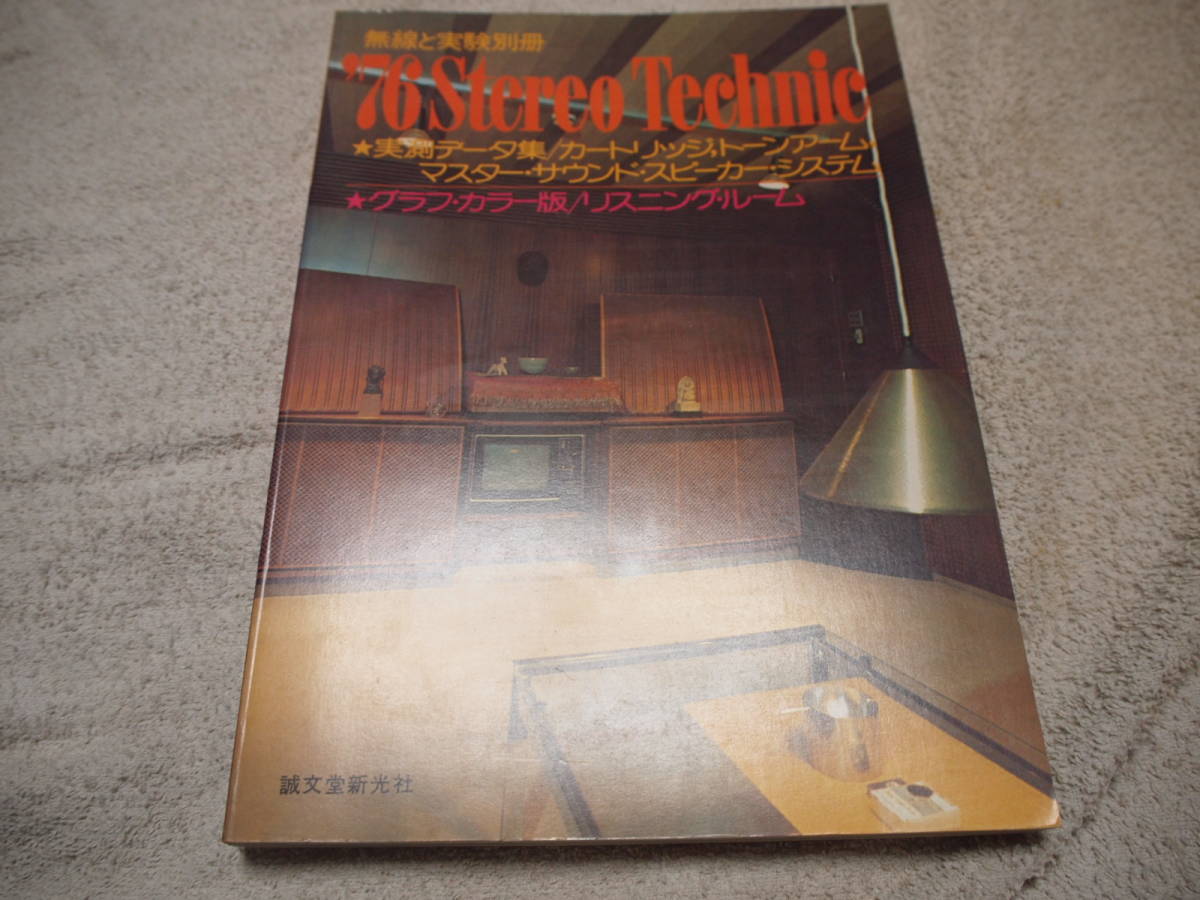 無線と実験別冊
'76 Stereo Technic
★実測データ集/カートリッジ,トーンアーム,
マスター・サウンド・スピーカー・システム
★グラフ・カラー版/リスニング・ルーム
誠文堂新光社